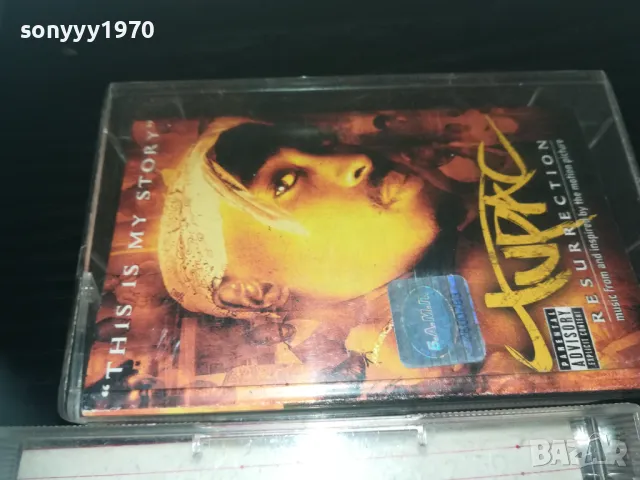 sonyyy1970
"THIS IS MY STORY"
TUPAC
RESURRECTION
music from and inspired by the motion picture
PARENTAL
ADVISORY
EXPLICIT CONTENT
B.A.M.P.
BAZAR